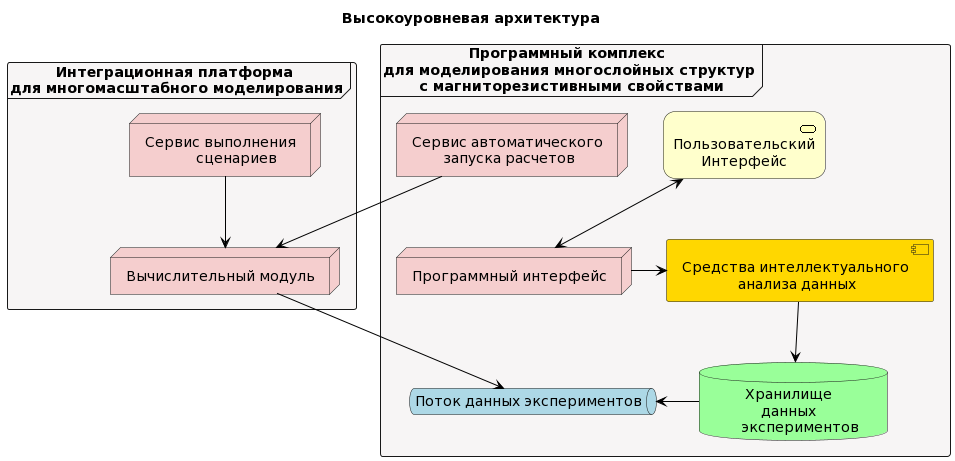 Высокоуровневая архитектура
Интеграционная платформа
для многомасштабного моделирования
Программный комплекс
для моделирования многослойных структур
с магниторезистивными свойствами
Сервис выполнения
сценариев
Сервис автоматического
запуска расчетов
Пользовательский
Интерфейс
Вычислительный модуль
Программный интерфейс
Средства интеллектуального
анализа данных
Поток данных экспериментов
Хранилище
данных
экспериментов